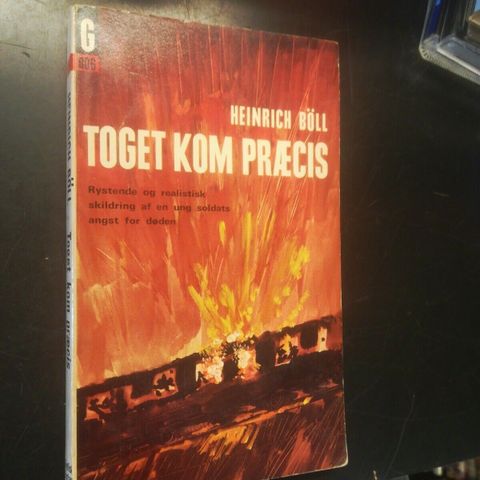 G
BØG
HEINRICH BÖLL
TOGET KOM PRÆCIS
Rystende og realistisk
skildring af en ung soldats
angst for døden
HEINRICH BÖLL Toget kom præcis